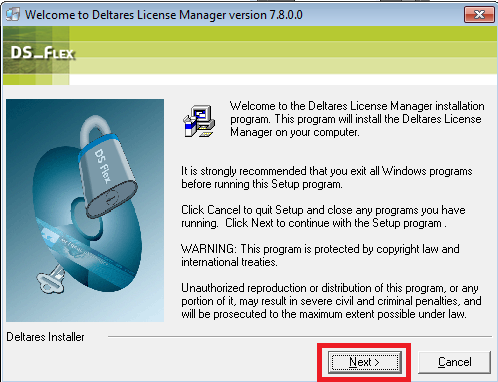 Welcome to Deltares License Manager version 7.8.0.0
DS_FLEX
DS Flex
Welcome to the Deltares License Manager installation
program. This program will install the Deltares License
Manager on your computer.
It is strongly recommended that you exit all Windows programs
before running this Setup program.
Click Cancel to quit Setup and close any programs you have
running. Click Next to continue with the Setup program .
WARNING: This program is protected by copyright law and
international treaties.
Unauthorized reproduction or distribution of this program, or any
portion of it, may result in severe civil and criminal penalties, and
will be prosecuted to the maximum extent possible under law.
Deltares Installer
Next >
Cancel